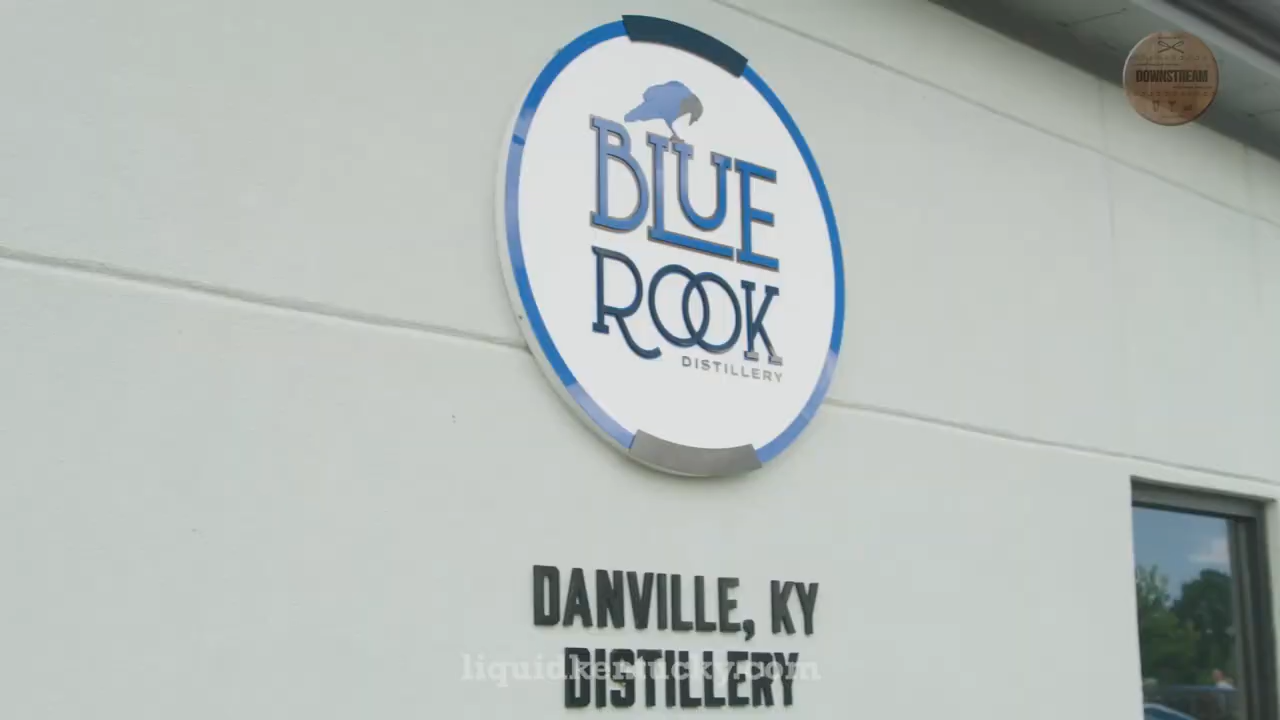 DOWNSTREAM
BLUE
ROOK
DISTILLERY
DANVILLE, KY
DISTILLERY
liquidkentucky.com